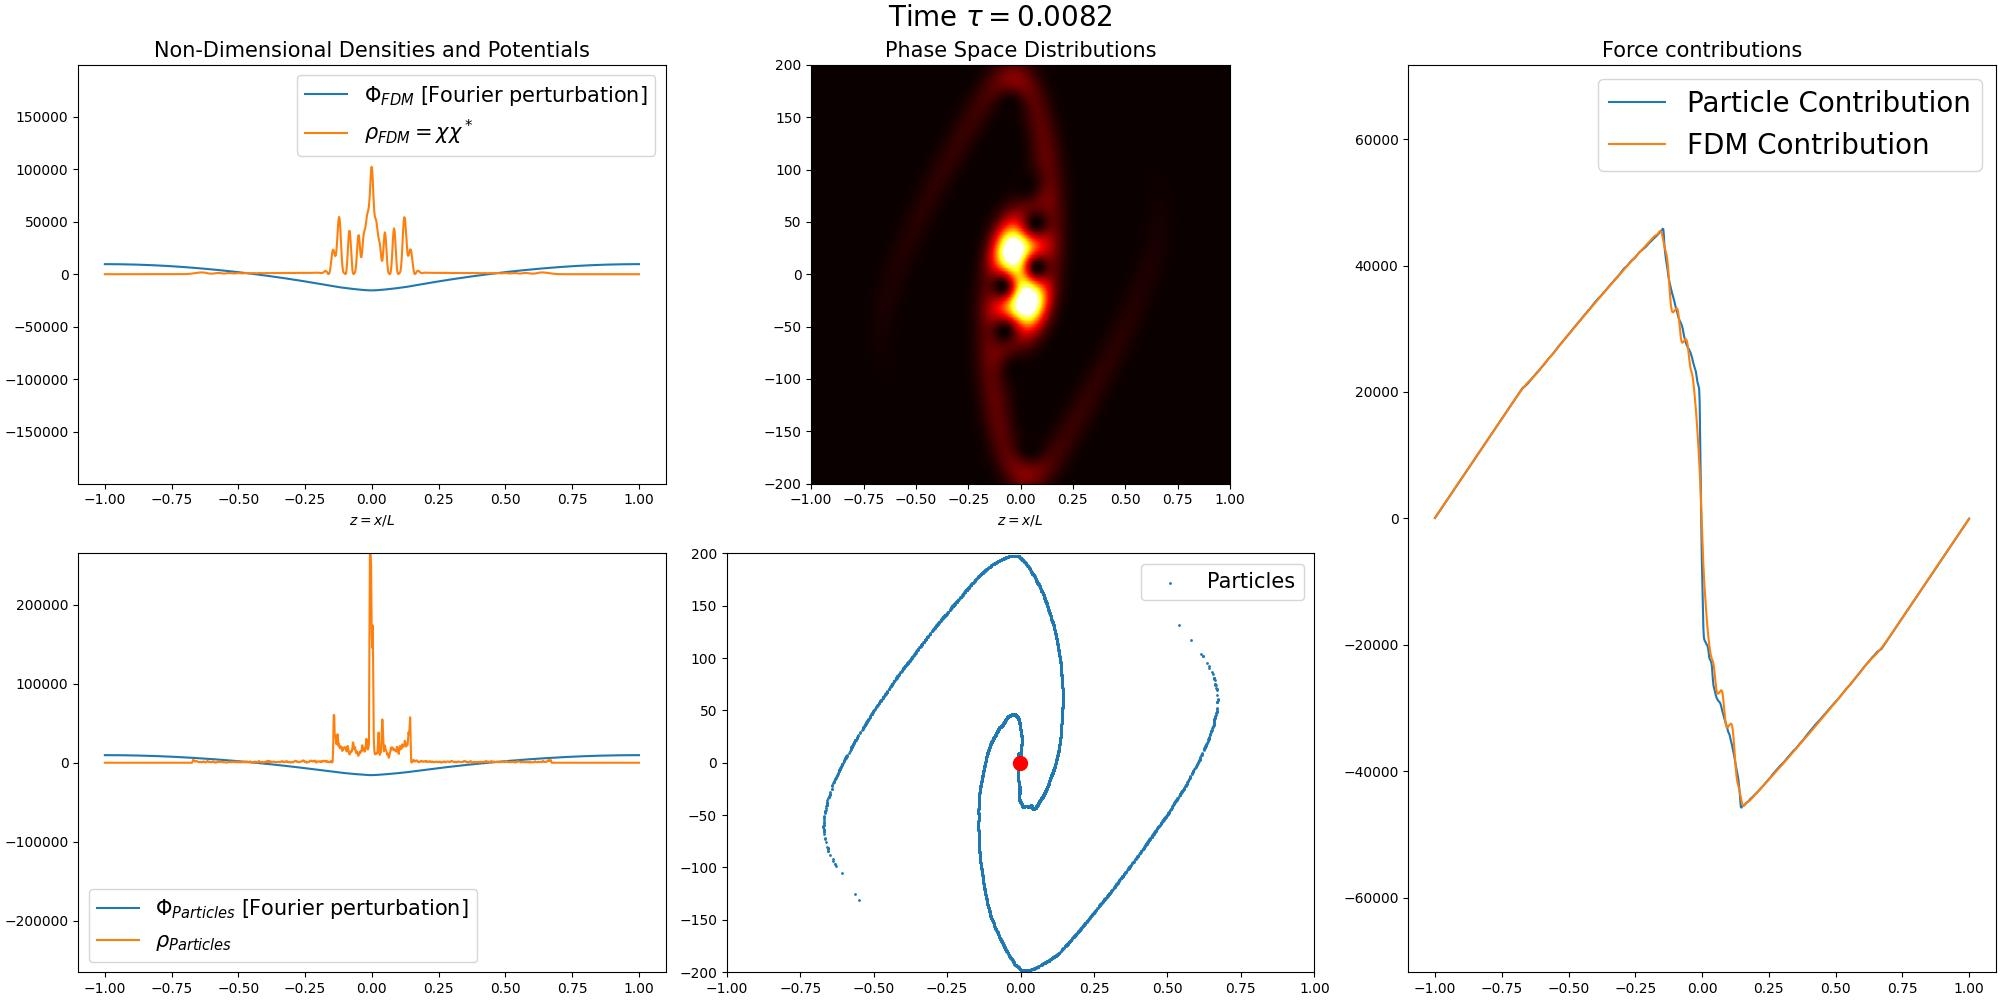 Time τ = 0.0082
Non-Dimensional Densities and Potentials
Φ_FDM [Fourier perturbation]
ρ_FDM = χχ*
150000
100000
50000
0
−50000
−100000
−150000
−1.00 −0.75 −0.50 −0.25 0.00 0.25 0.50 0.75 1.00
z = x/L
Phase Space Distributions
200
150
100
50
0
−50
−100
−150
−200
−1.00 −0.75 −0.50 −0.25 0.00 0.25 0.50 0.75 1.00
z = x/L
Force contributions
Particle Contribution
FDM Contribution
60000
40000
20000
0
−20000
−40000
−60000
−1.00 −0.75 −0.50 −0.25 0.00 0.25 0.50 0.75 1.00
200000
100000
0
−100000
−200000
Φ_Particles [Fourier perturbation]
ρ_Particles
−1.00 −0.75 −0.50 −0.25 0.00 0.25 0.50 0.75 1.00
Particles
200
150
100
50
0
−50
−100
−150
−200
−1.00 −0.75 −0.50 −0.25 0.00 0.25 0.50 0.75 1.00